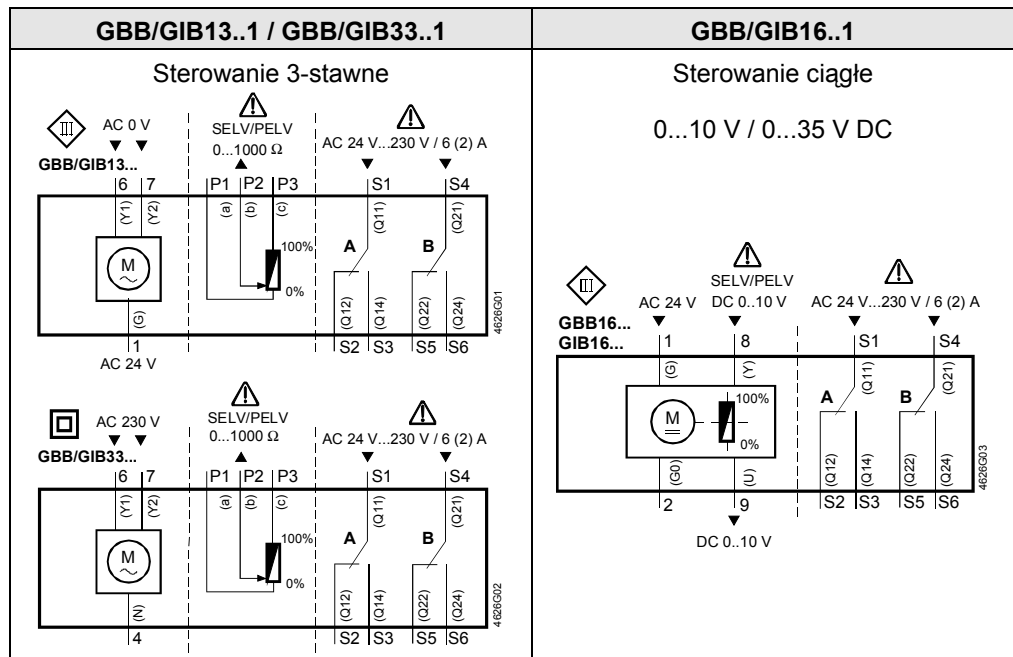 GBB/GIB13..1 / GBB/GIB33..1
Sterowanie 3-stawne
III
AC 0 V
SELV/PELV
0...1000 Ω
AC 24 V...230 V / 6 (2) A
GBB/GIB13...
6 7 P1 P2 P3 S1 S4
(Y1) (Y2) (a) (b) (c) (Q11) (Q21)
M
~
100%
0%
A B
(G) (Q12) (Q14) (Q22) (Q24)
1 S2 S3 S5 S6
AC 24 V
4626G01
AC 230 V
SELV/PELV
0...1000 Ω
AC 24 V...230 V / 6 (2) A
GBB/GIB33...
6 7 P1 P2 P3 S1 S4
(Y1) (Y2) (a) (b) (c) (Q11) (Q21)
M
~
100%
0%
A B
(N) (Q12) (Q14) (Q22) (Q24)
4 S2 S3 S5 S6
4626G02
GBB/GIB16..1
Sterowanie ciągłe
0...10 V / 0...35 V DC
III
SELV/PELV
AC 24 V DC 0..10 V AC 24 V...230 V / 6 (2) A
GBB16...
GIB16...
1 8 S1 S4
(G) (Y) (Q11) (Q21)
M
100%
0%
A B
(G0) (U) (Q12) (Q14) (Q22) (Q24)
2 9 S2 S3 S5 S6
DC 0..10 V
4626G03